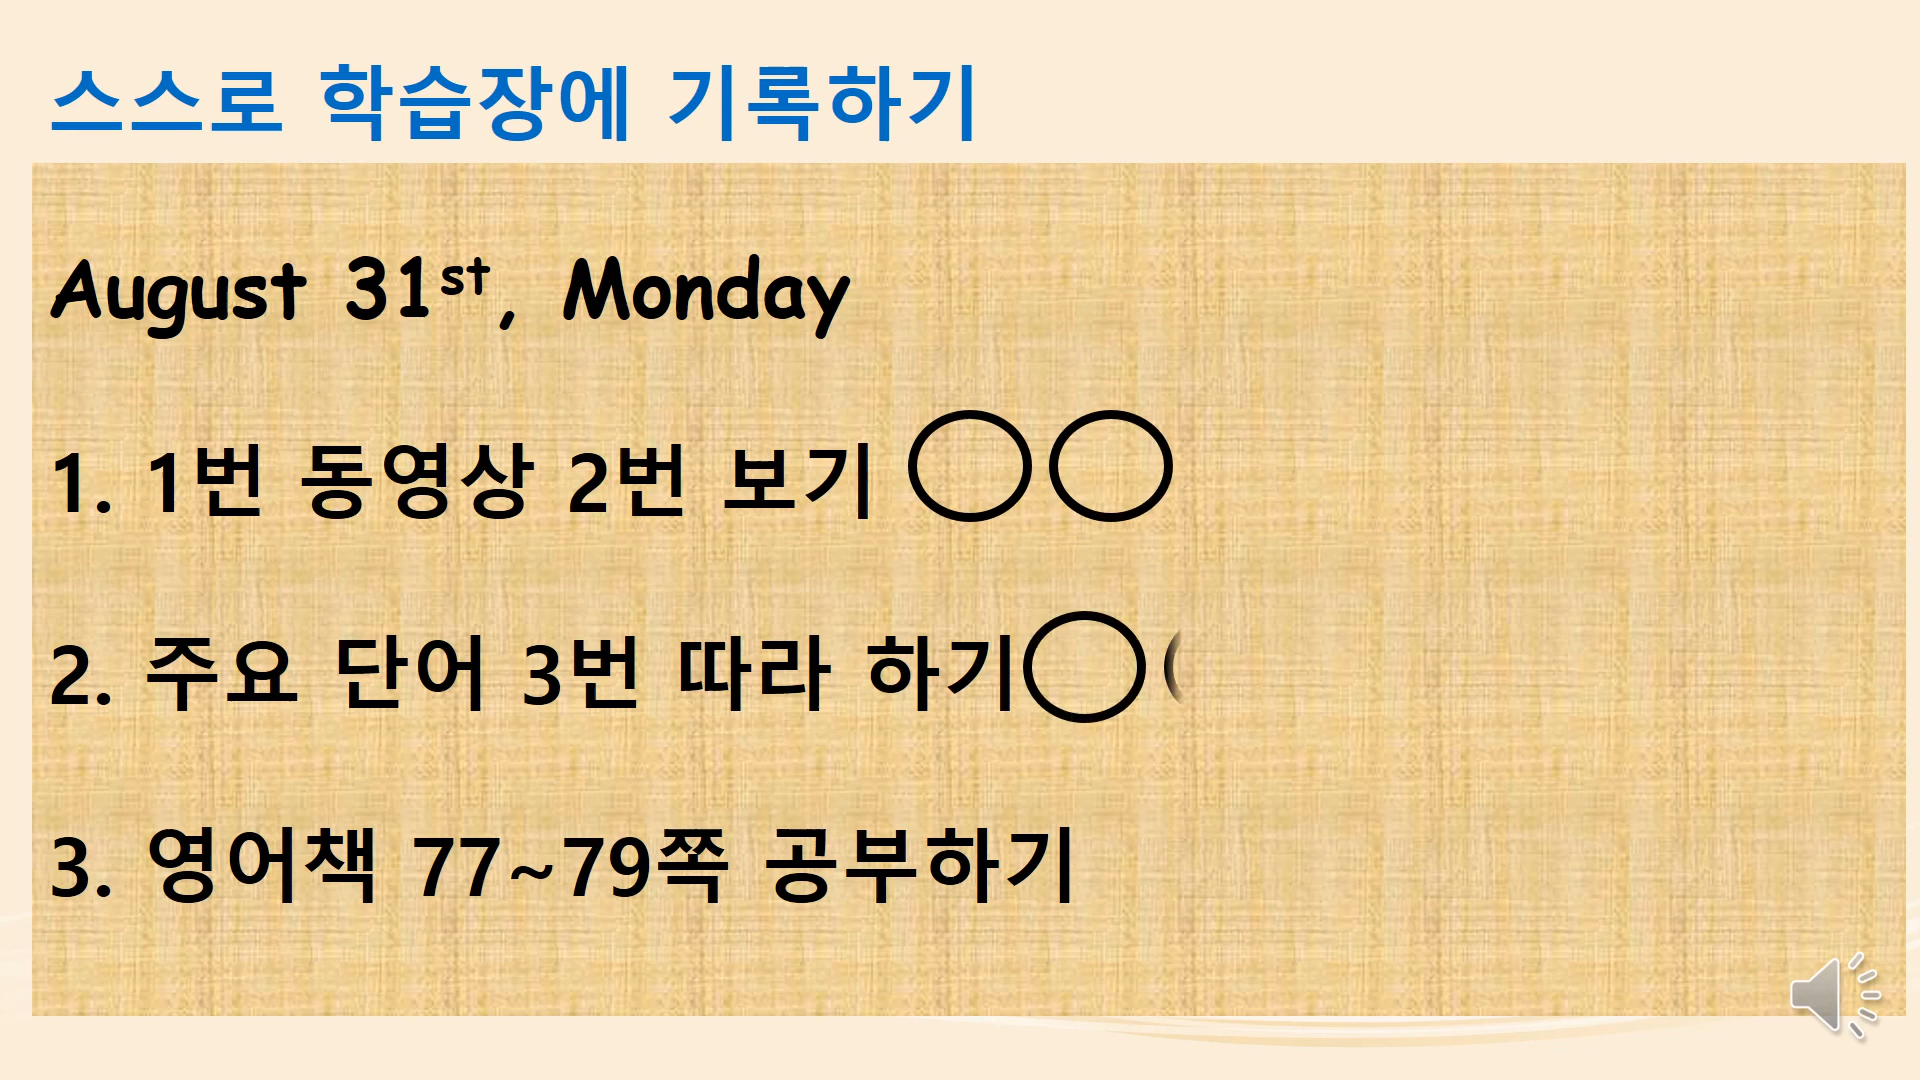 스스로 학습장에 기록하기
August 31st, Monday
1. 1번 동영상 2번 보기
2. 주요 단어 3번 따라 하기
3. 영어책 77~79쪽 공부하기